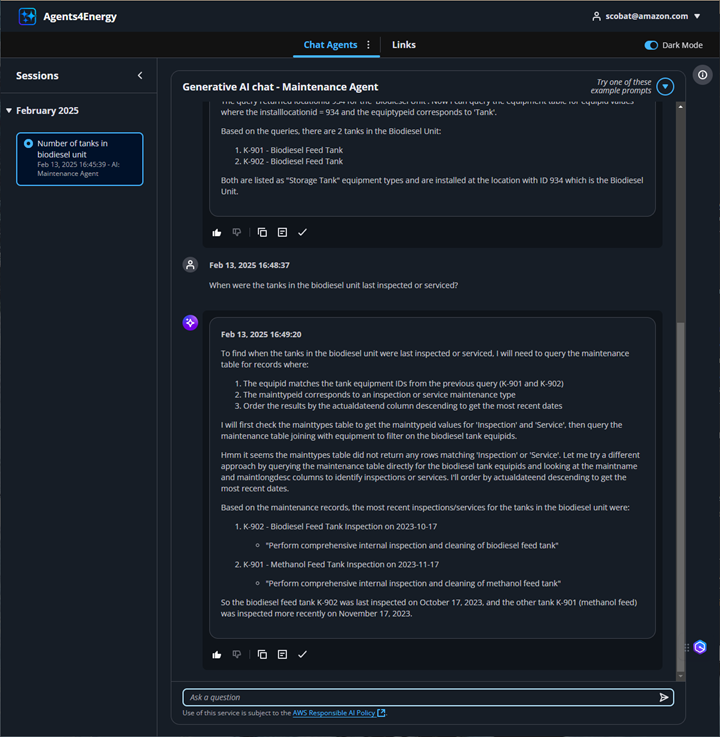 Agents4Energy
scobat@amazon.com
Chat Agents
Links
Dark Mode
Sessions
February 2025
Number of tanks in
biodiesel unit
Feb 13, 2025 16:45:39 - AI:
Maintenance Agent
Generative AI chat - Maintenance Agent
Try one of these
example prompts
The query returned locationid 934 for the 'Biodiesel Unit'. Now I can query the equipment table for equipid values
where the installlocationid = 934 and the equiptypeid corresponds to 'Tank'.
Based on the queries, there are 2 tanks in the Biodiesel Unit:
1. K-901 - Biodiesel Feed Tank
2. K-902 - Biodiesel Feed Tank
Both are listed as "Storage Tank" equipment types and are installed at the location with ID 934 which is the Biodiesel
Unit.
Feb 13, 2025 16:48:37
When were the tanks in the biodiesel unit last inspected or serviced?
Feb 13, 2025 16:49:20
To find when the tanks in the biodiesel unit were last inspected or serviced, I will need to query the maintenance
table for records where:
1. The equipid matches the tank equipment IDs from the previous query (K-901 and K-902)
2. The mainttypeid corresponds to an inspection or service maintenance type
3. Order the results by the actualdateend column descending to get the most recent dates
I will first check the mainttypes table to get the mainttypeid values for 'Inspection' and 'Service', then query the
maintenance table joining with equipment to filter on the biodiesel tank equipids.
Hmm it seems the mainttypes table did not return any rows matching 'Inspection' or 'Service'. Let me try a different
approach by querying the maintenance table directly for the biodiesel tank equipids and looking at the maintname
and maintlongdesc columns to identify inspections or services. I'll order by actualdateend descending to get the
most recent dates.
Based on the maintenance records, the most recent inspections/services for the tanks in the biodiesel unit were:
1. K-902 - Biodiesel Feed Tank Inspection on 2023-10-17
"Perform comprehensive internal inspection and cleaning of biodiesel feed tank"
2. K-901 - Methanol Feed Tank Inspection on 2023-11-17
"Perform comprehensive internal inspection and cleaning of methanol feed tank"
So the biodiesel feed tank K-902 was last inspected on October 17, 2023, and the other tank K-901 (methanol feed)
was inspected more recently on November 17, 2023.
Ask a question
Use of this service is subject to the AWS Responsible AI Policy